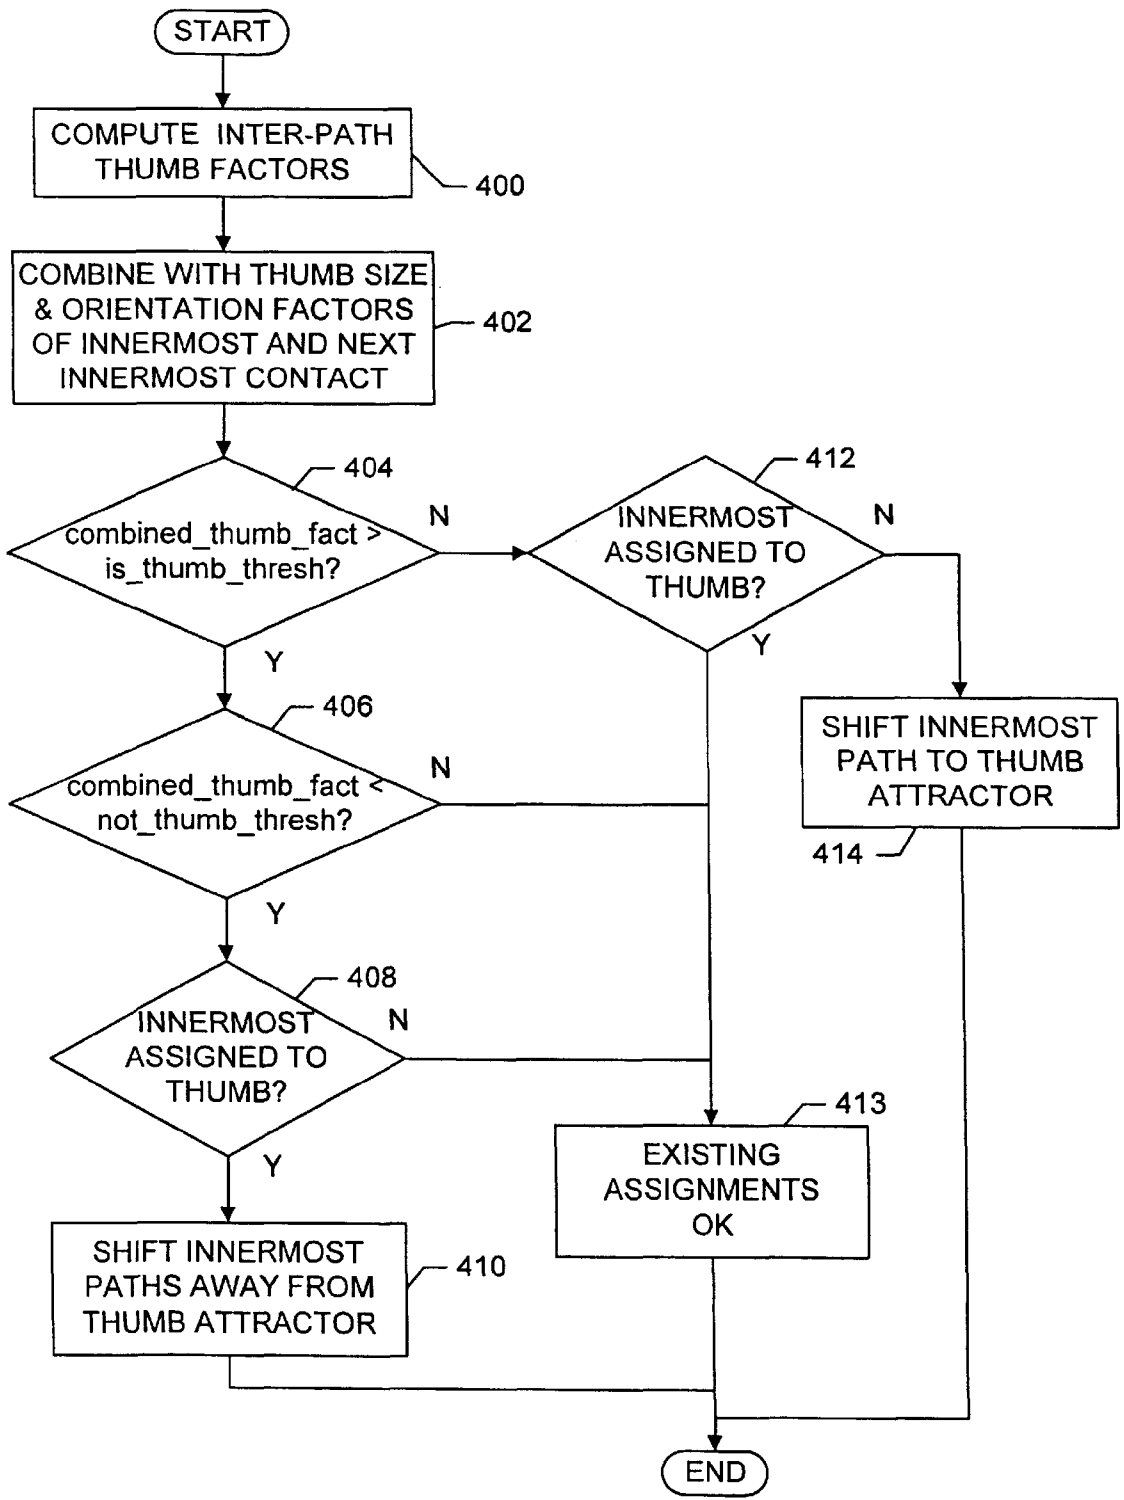 START
COMPUTE INTER-PATH
THUMB FACTORS
400
COMBINE WITH THUMB SIZE
& ORIENTATION FACTORS
OF INNERMOST AND NEXT
INNERMOST CONTACT
402
404
combined_thumb_fact >
is_thumb_thresh?
N
Y
412
INNERMOST
ASSIGNED TO
THUMB?
N
Y
406
combined_thumb_fact <
not_thumb_thresh?
N
Y
SHIFT INNERMOST
PATH TO THUMB
ATTRACTOR
414
408
INNERMOST
ASSIGNED TO
THUMB?
N
Y
413
EXISTING
ASSIGNMENTS
OK
SHIFT INNERMOST
PATHS AWAY FROM
THUMB ATTRACTOR
410
END